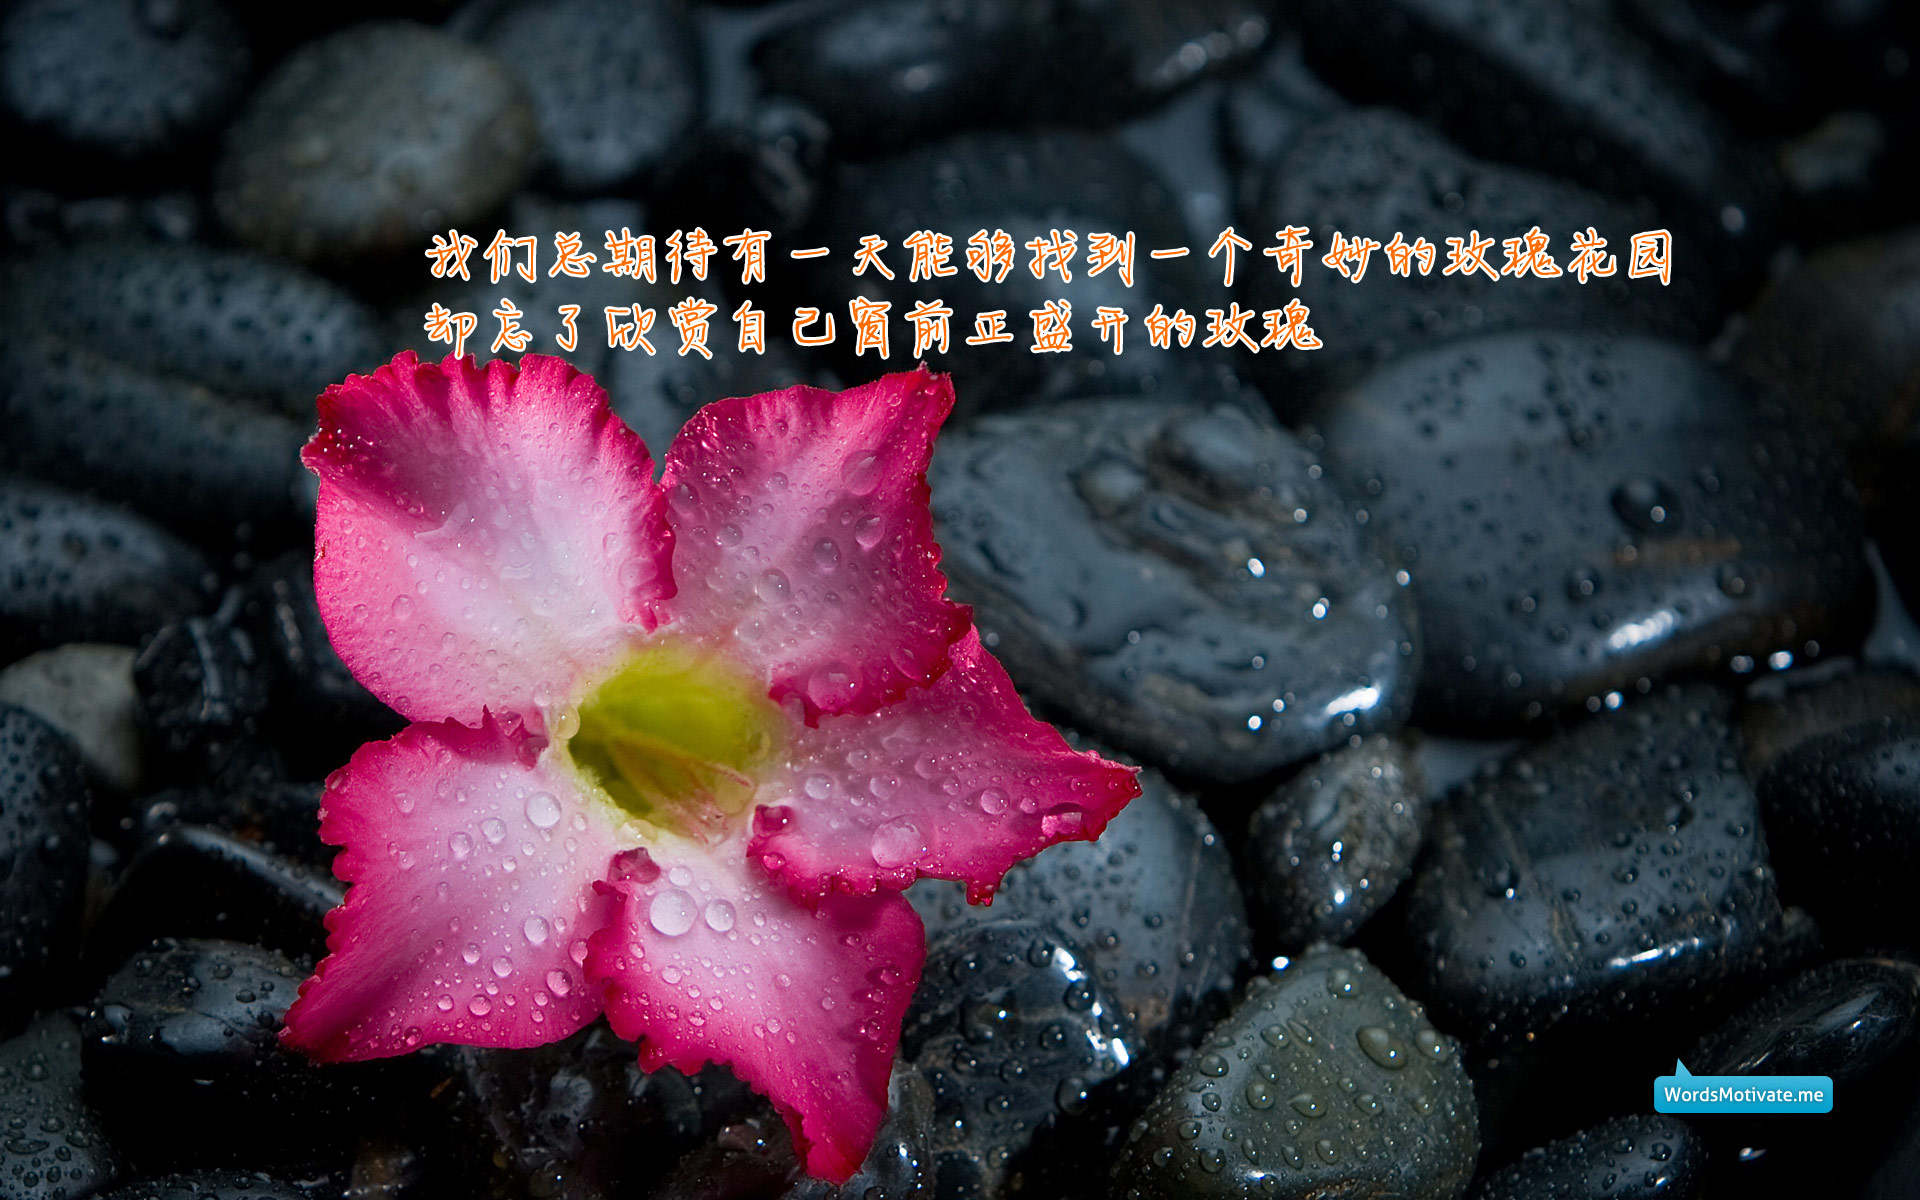 我们总期待有一天能够找到一个奇妙的玫瑰花园
却忘了欣赏自己窗前正盛开的玫瑰
WordsMotivate.me